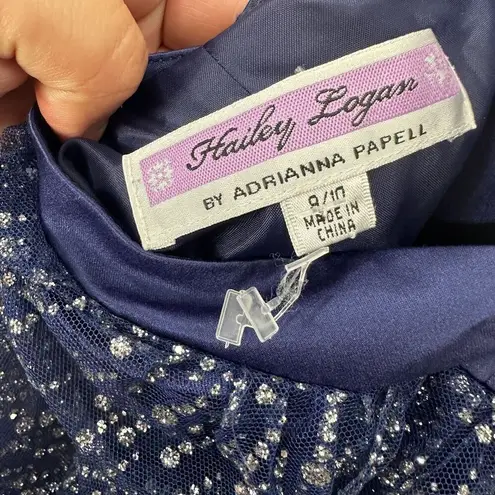 Hailey Logan
BY ADRIANNA PAPELL
9/10
MADE IN
CHINA